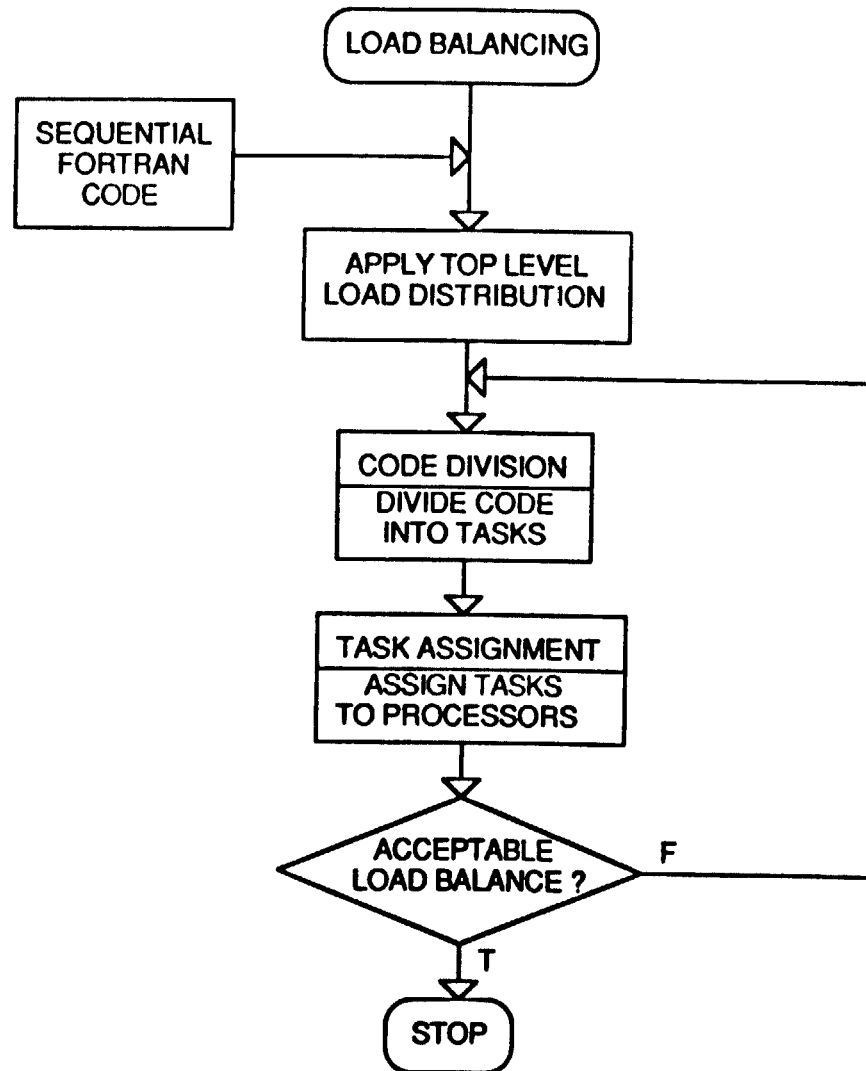 LOAD BALANCING
SEQUENTIAL
FORTRAN
CODE
APPLY TOP LEVEL
LOAD DISTRIBUTION
CODE DIVISION
DIVIDE CODE
INTO TASKS
TASK ASSIGNMENT
ASSIGN TASKS
TO PROCESSORS
ACCEPTABLE
LOAD BALANCE ?
F
T
STOP